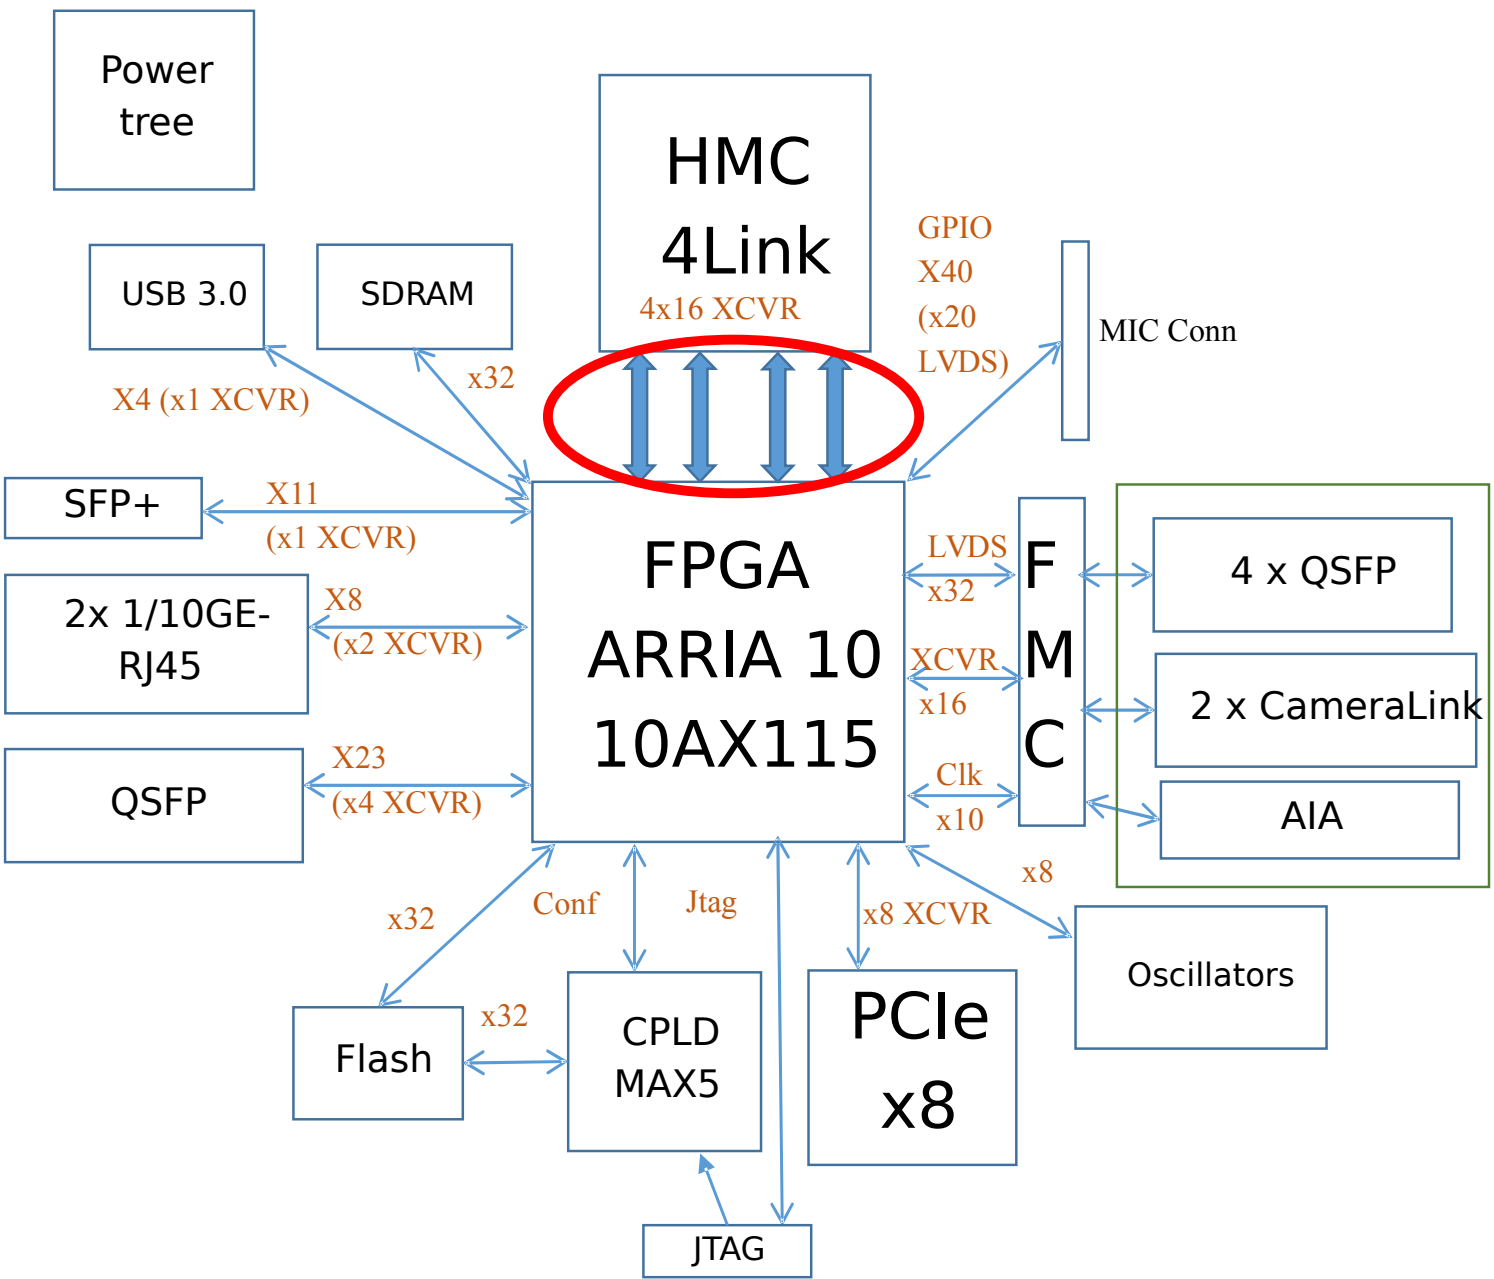 Power
tree
HMC
4Link
4x16 XCVR
GPIO
X40
(x20
LVDS)
MIC Conn
USB 3.0
SDRAM
x32
X4 (x1 XCVR)
SFP+
X11
(x1 XCVR)
2x 1/10GE-
RJ45
X8
(x2 XCVR)
QSFP
X23
(x4 XCVR)
FPGA
ARRIA 10
10AX115
LVDS
x32
XCVR
x16
Clk
x10
F
M
C
4 x QSFP
2 x CameraLink
AIA
x8
Oscillators
x32
Conf
Jtag
x8 XCVR
Flash
x32
CPLD
MAX5
PCIe
x8
JTAG